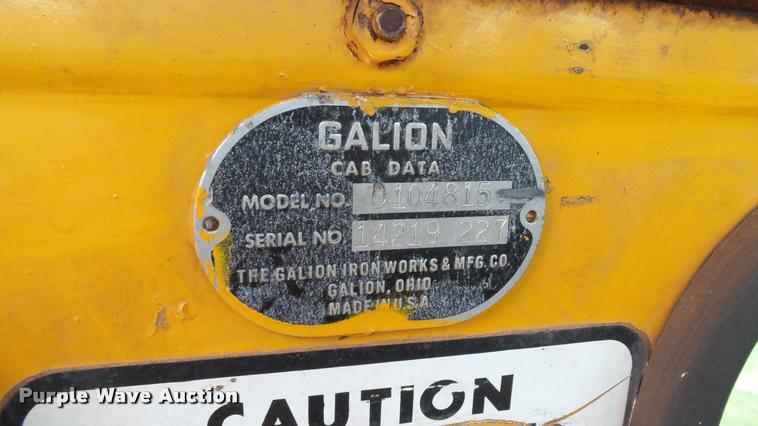 GALION
CAB DATA
MODEL NO. D104815
SERIAL NO. 14219 227
THE GALION IRON WORKS & MFG. CO.
GALION, OHIO
MADE IN U.S.A
CAUTION
Purple Wave Auction